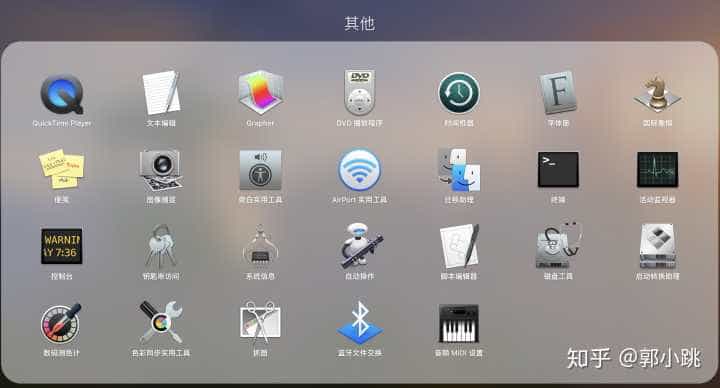 其他
QuickTime Player
文本编辑
Grapher
DVD
DVD 播放程序
时间机器
F
字体册
国际象棋
便笺
图像捕捉
旁白实用工具
AirPort 实用工具
迁移助理
>_
终端
活动监视器
WARNIN
AY 7:36
控制台
钥匙串访问
系统信息
自动操作
脚本编辑器
磁盘工具
启动转换助理
数码测色计
色彩同步实用工具
抓图
蓝牙文件交换
音频 MIDI 设置
知乎 @郭小跳